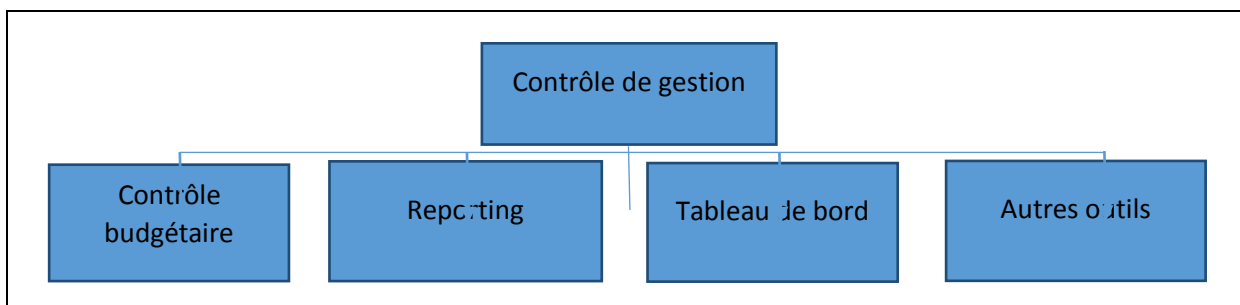 Contrôle de gestion
Contrôle
budgétaire
Reporting
Tableau de bord
Autres outils